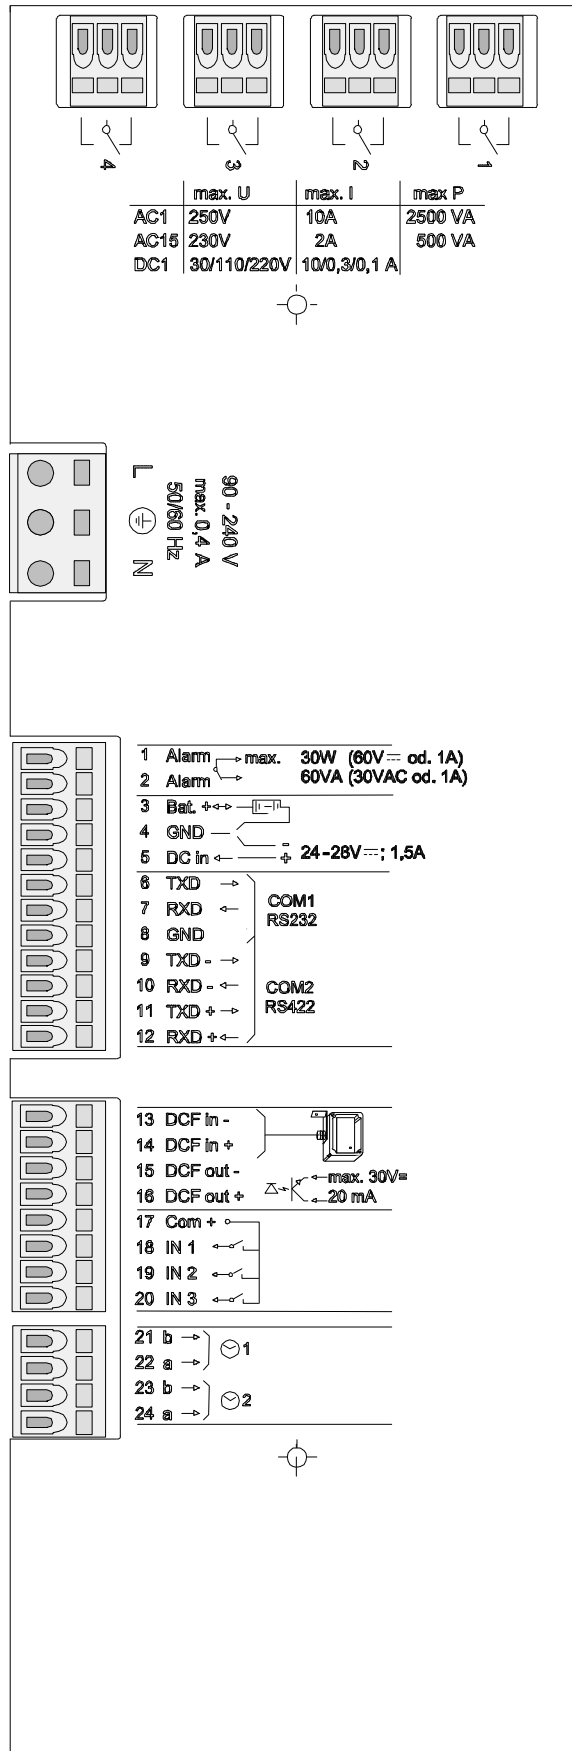 4 3 2 1
max. U max. I max P
AC1 250V 10A 2500 VA
AC15 230V 2A 500 VA
DC1 30/110/220V 10/0,3/0,1 A
L N
90 - 240 V
max. 0,4 A
50/60 Hz
1 Alarm max. 30W (60V od. 1A)
2 Alarm 60VA (30VAC od. 1A)
3 Bat. +
4 GND -
5 DC in + 24-28V ; 1,5A
6 TXD
7 RXD
8 GND
COM1
RS232
9 TXD -
10 RXD -
11 TXD +
12 RXD +
COM2
RS422
13 DCF in -
14 DCF in +
15 DCF out -
16 DCF out +
max. 30V=
20 mA
17 Com +
18 IN 1
19 IN 2
20 IN 3
21 b
22 a
1
23 b
24 a
2